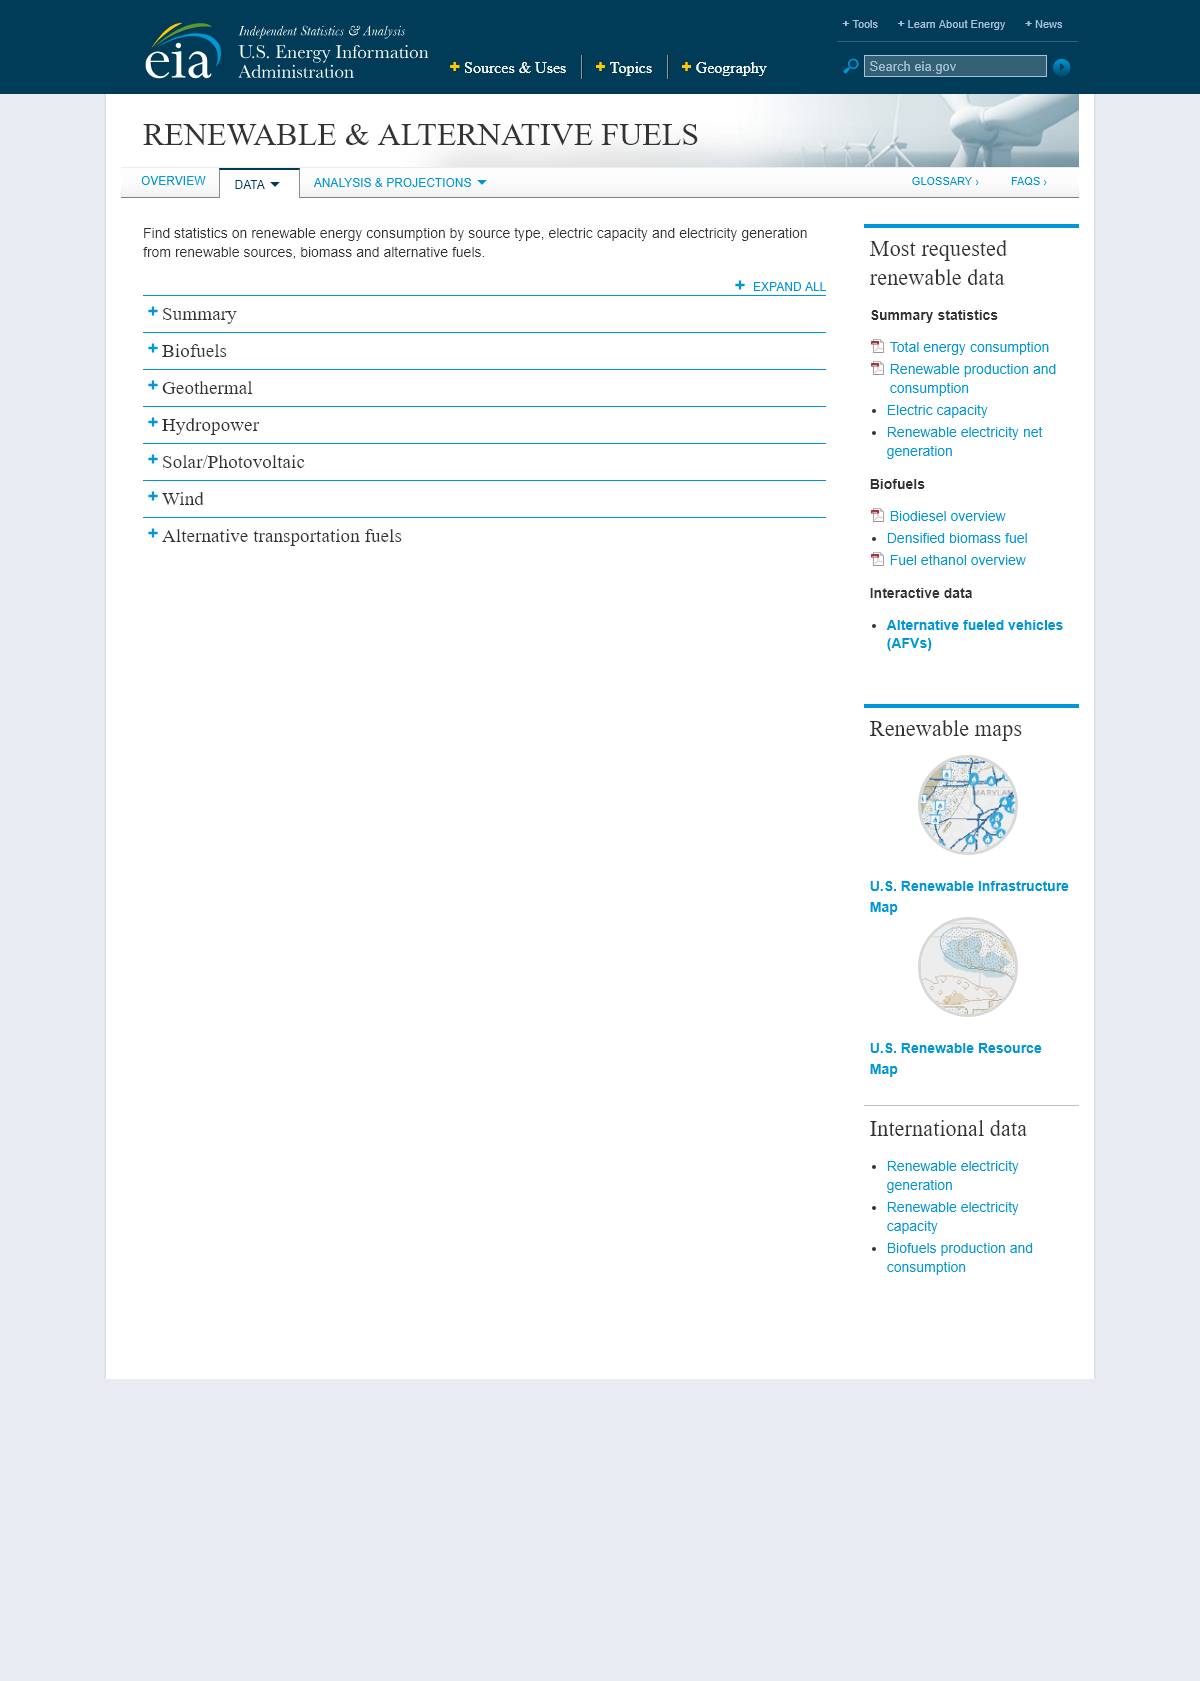 Independent Statistics & Analysis
eia
U.S. Energy Information
Administration
+ Sources & Uses
+ Topics
+ Geography
+ Tools
+ Learn About Energy
+ News
Search eia.gov
RENEWABLE & ALTERNATIVE FUELS
OVERVIEW
DATA
ANALYSIS & PROJECTIONS
GLOSSARY ›
FAQS ›
Find statistics on renewable energy consumption by source type, electric capacity and electricity generation
from renewable sources, biomass and alternative fuels.
+ EXPAND ALL
+ Summary
+ Biofuels
+ Geothermal
+ Hydropower
+ Solar/Photovoltaic
+ Wind
+ Alternative transportation fuels
Most requested
renewable data
Summary statistics
Total energy consumption
Renewable production and
consumption
• Electric capacity
• Renewable electricity net
generation
Biofuels
Biodiesel overview
• Densified biomass fuel
Fuel ethanol overview
Interactive data
• Alternative fueled vehicles
(AFVs)
Renewable maps
MARYLAN
U.S. Renewable Infrastructure
Map
U.S. Renewable Resource
Map
International data
• Renewable electricity
generation
• Renewable electricity
capacity
• Biofuels production and
consumption